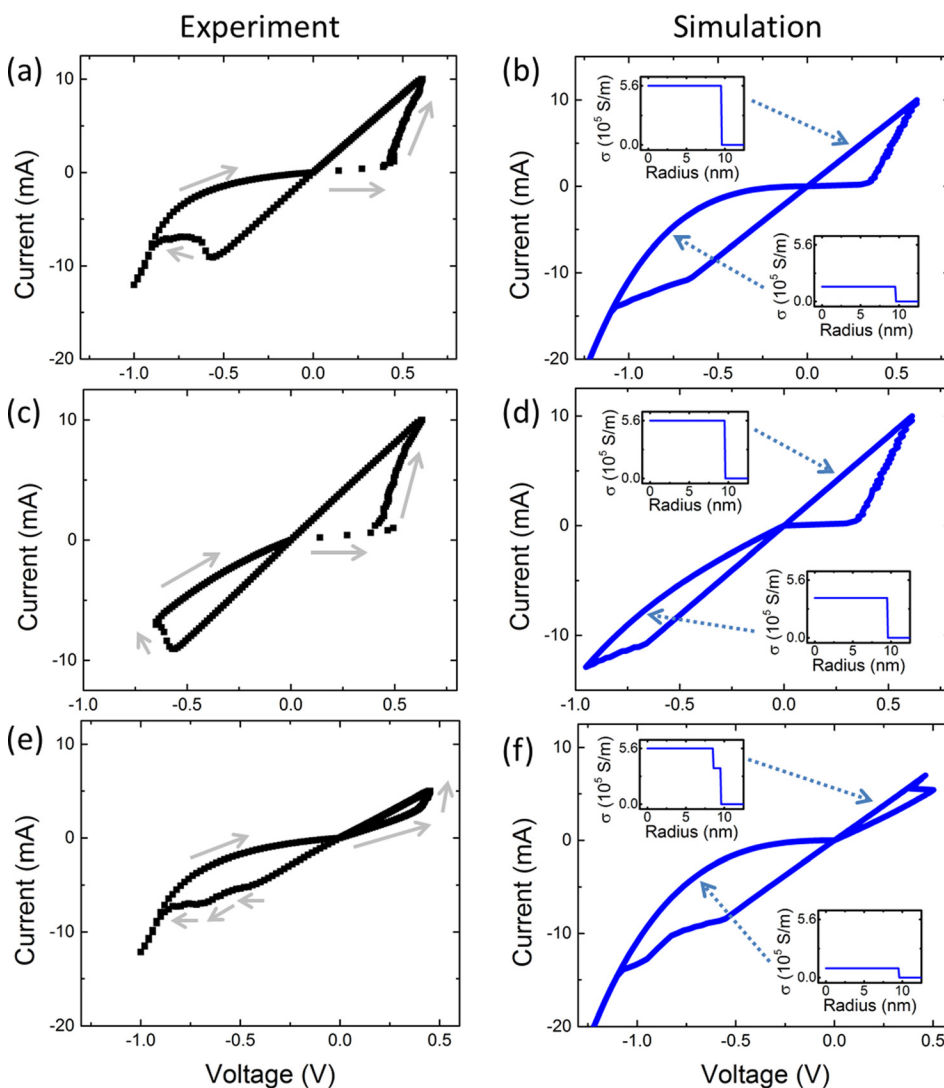 Experiment
Simulation
(a)
Current (mA)
10
0
-10
-20
-1.0
-0.5
0.0
0.5
(b)
Current (mA)
10
0
-10
-20
-1.0
-0.5
0.0
0.5
σ (10⁵ S/m)
5.6
0.0
0
5
10
Radius (nm)
σ (10⁵ S/m)
5.6
0.0
0
5
10
Radius (nm)
(c)
Current (mA)
10
0
-10
-1.0
-0.5
0.0
0.5
(d)
Current (mA)
10
0
-10
-1.0
-0.5
0.0
0.5
σ (10⁵ S/m)
5.6
0.0
0
5
10
Radius (nm)
σ (10⁵ S/m)
5.6
0.0
0
5
10
Radius (nm)
(e)
Current (mA)
10
0
-10
-20
-1.0
-0.5
0.0
0.5
Voltage (V)
(f)
Current (mA)
10
0
-10
-20
-1.0
-0.5
0.0
0.5
Voltage (V)
σ (10⁵ S/m)
5.6
0.0
0
5
10
Radius (nm)
σ (10⁵ S/m)
5.6
0.0
0
5
10
Radius (nm)